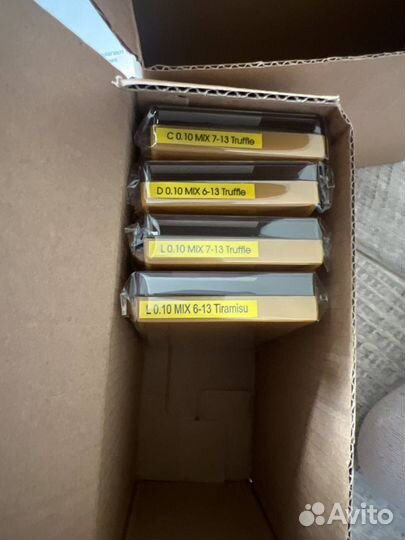 C 0.10 MIX 7-13 Truffle
D 0.10 MIX 6-13 Truffle
L 0.10 MIX 7-13 Truffle
L 0.10 MIX 6-13 Tiramisu
Avito